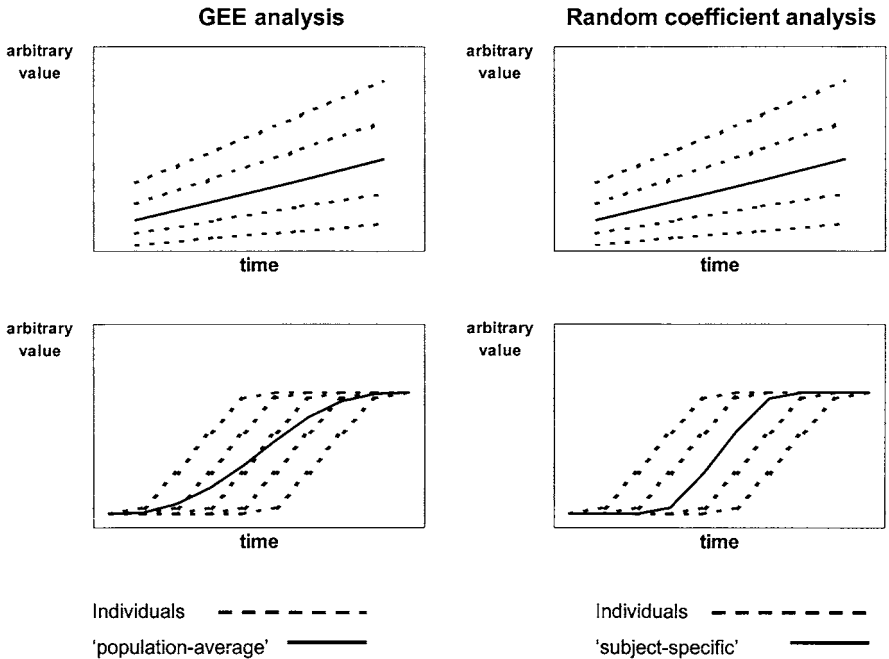 GEE analysis
Random coefficient analysis
arbitrary
value
time
arbitrary
value
time
arbitrary
value
time
arbitrary
value
time
Individuals
'population-average'
Individuals
'subject-specific'